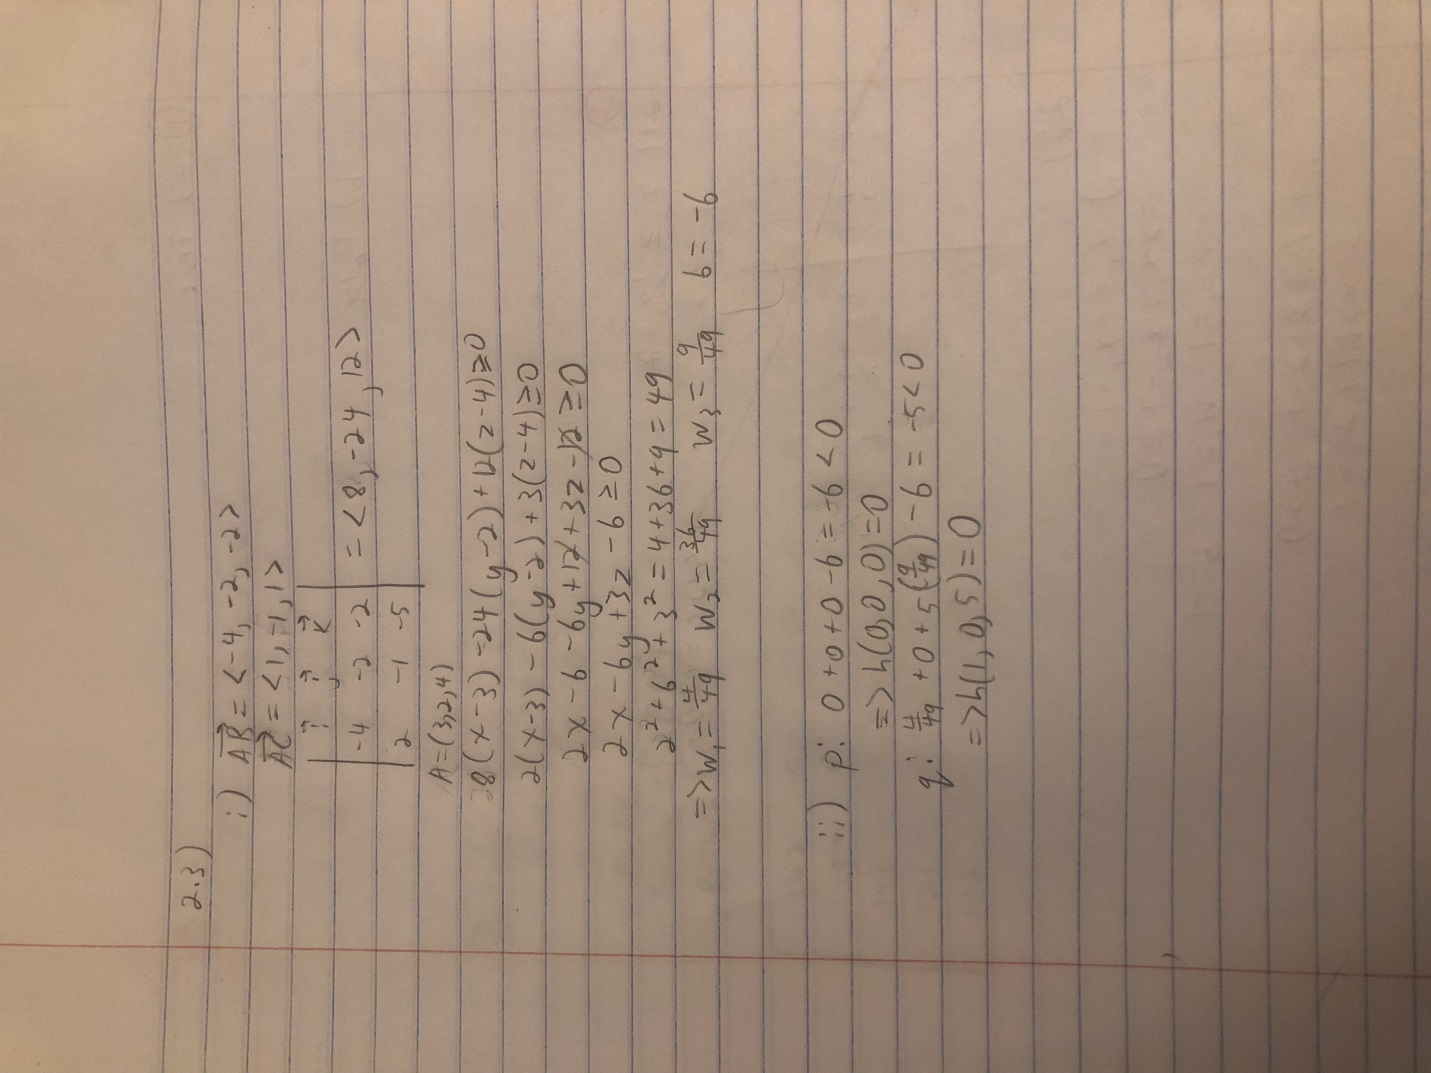 2.3)
i) AB = <-4, -2, -2>
AC = <1, -1, 1>
| i j k |
| -4 -2 -2 | = <8, -24, 12>
| 2 -1 -5 |
A = (3,2,4)
8(x-3) -24(y-2) + 12(z-4) ≥ 0
2(x-3) - 6(y-2) + 3(z-4) ≥ 0
2x - 6 - 6y + 12 + 3z - 12 ≥ 0
2x - 6y + 3z - 6 ≥ 0
2² + 6² + 3² = 4 + 36 + 9 = 49
=> w₁ = 4/49 w₂ = 36/49 w₃ = 9/49 b = -6
ii) p: 0 + 0 + 0 - 6 = -6 < 0
=> h(0,0,0) = 0
q: 4/49 + 0 + 5(9/49) - 6 = -5 < 0
=> h(1,0,5) = 0